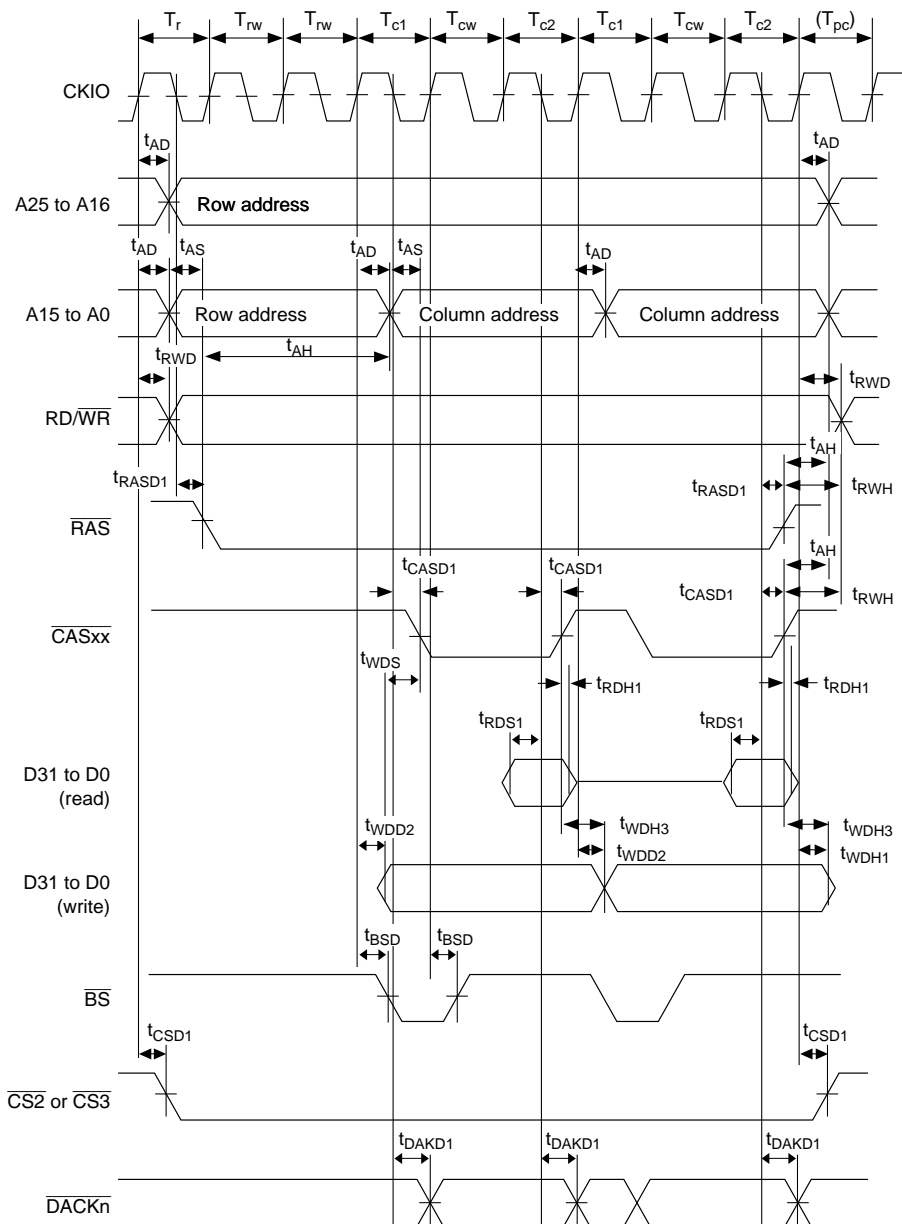 Tr Trw Trw Tc1 Tcw Tc2 Tc1 Tcw Tc2 (Tpc)
CKIO
tAD tAD
A25 to A16 Row address
tAD tAS tAD tAS tAD
A15 to A0 Row address Column address Column address
tRWD tAH tRWD
RD/WR
tAH
tRASD1 tRASD1 tRWH
RAS
tAH
tCASD1 tCASD1 tCASD1 tRWH
CASxx
tWDS tRDH1 tRDH1
tRDS1 tRDS1
D31 to D0
(read)
tWDD2 tWDH3 tWDH3
tWDD2 tWDH1
D31 to D0
(write)
tBSD tBSD
BS
tCSD1 tCSD1
CS2 or CS3
tDAKD1 tDAKD1 tDAKD1
DACKn